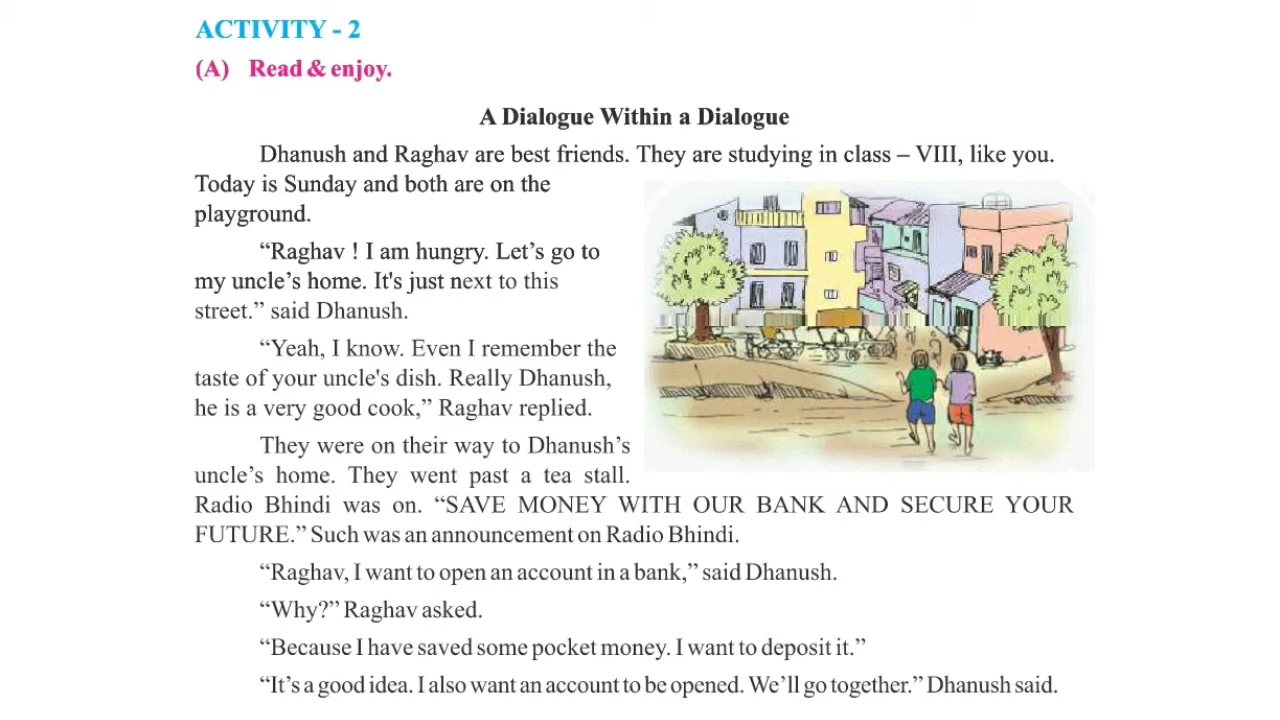 ACTIVITY - 2
(A) Read & enjoy.
A Dialogue Within a Dialogue
Dhanush and Raghav are best friends. They are studying in class – VIII, like you.
Today is Sunday and both are on the
playground.
“Raghav ! I am hungry. Let’s go to
my uncle’s home. It's just next to this
street.” said Dhanush.
“Yeah, I know. Even I remember the
taste of your uncle's dish. Really Dhanush,
he is a very good cook,” Raghav replied.
They were on their way to Dhanush’s
uncle’s home. They went past a tea stall.
Radio Bhindi was on. “SAVE MONEY WITH OUR BANK AND SECURE YOUR
FUTURE.” Such was an announcement on Radio Bhindi.
“Raghav, I want to open an account in a bank,” said Dhanush.
“Why?” Raghav asked.
“Because I have saved some pocket money. I want to deposit it.”
“It’s a good idea. I also want an account to be opened. We’ll go together.” Dhanush said.